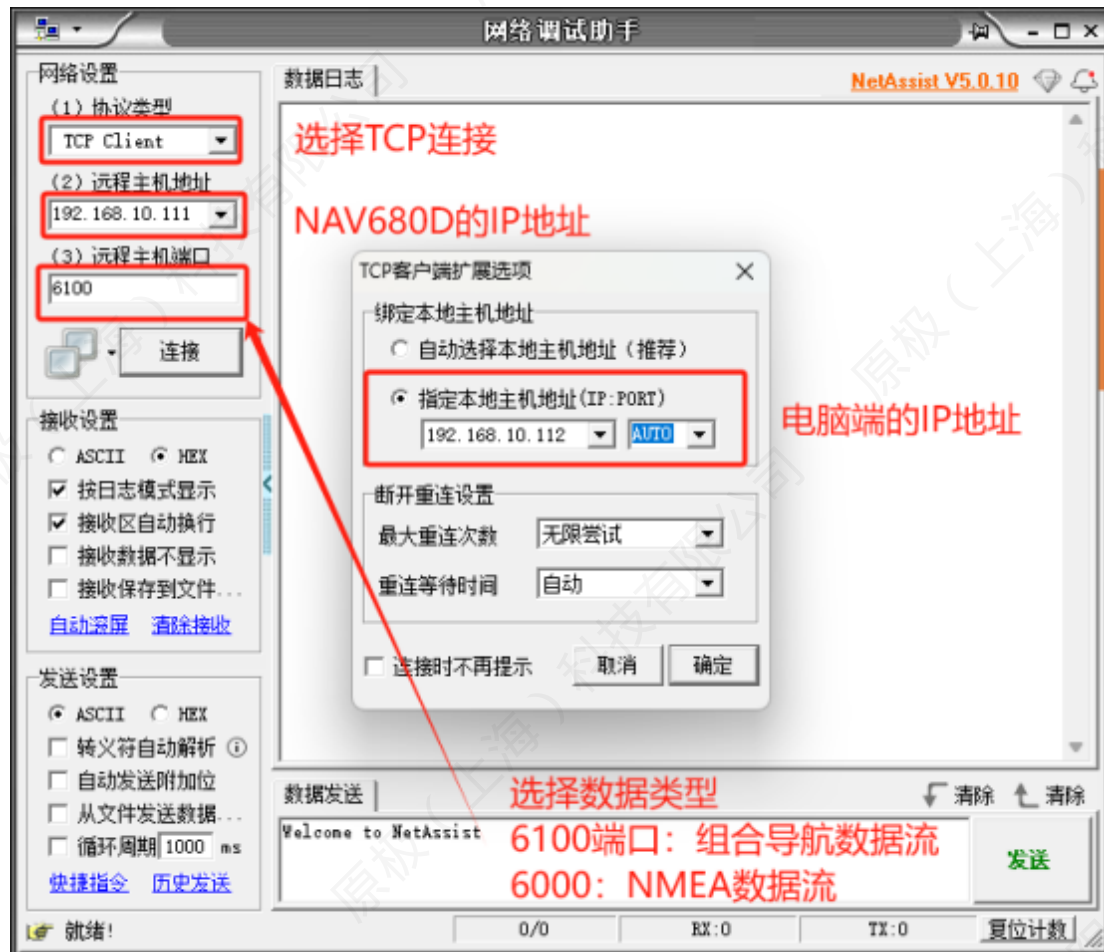 网络调试助手
网络设置
(1) 协议类型
TCP Client
(2) 远程主机地址
192.168.10.111
(3) 远程主机端口
6100
连接
接收设置
ASCII HEX
按日志模式显示
接收区自动换行
接收数据不显示
接收保存到文件...
自动滚屏 清除接收
发送设置
ASCII HEX
转义符自动解析
自动发送附加位
从文件发送数据...
循环周期 1000 ms
快捷指令 历史发送
数据日志
NetAssist V5.0.10
选择TCP连接
NAV680D的IP地址
TCP客户端扩展选项
绑定本地主机地址
自动选择本地主机地址（推荐）
指定本地主机地址(IP:PORT)
192.168.10.112 AUTO
电脑端的IP地址
断开重连设置
最大重连次数 无限尝试
重连等待时间 自动
连接时不再提示 取消 确定
数据发送
选择数据类型
清除 清除
Welcome to NetAssist
6100端口：组合导航数据流
6000：NMEA数据流
发送
就绪!
0/0 RX:0 TX:0 复位计数
原极（上海）科技有限公司